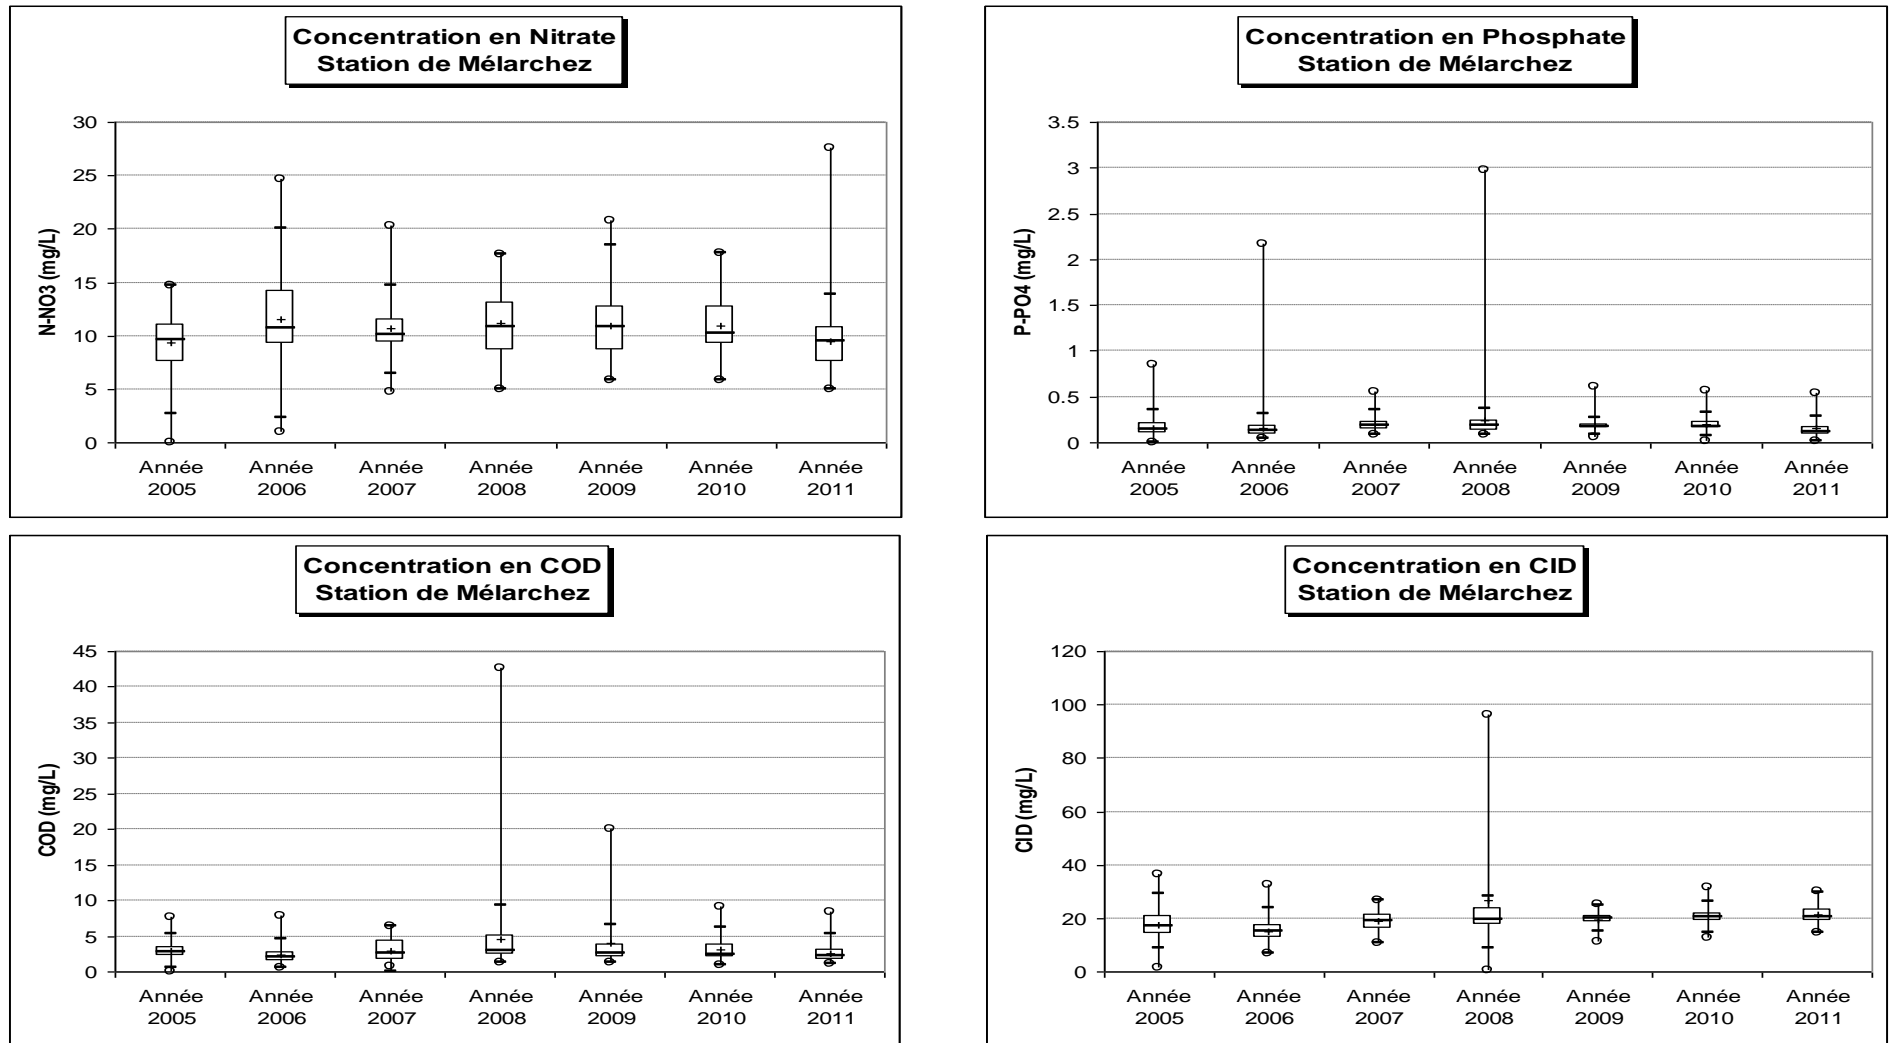 Concentration en Nitrate
Station de Mélarchez
30
25
20
15
10
5
0
N-NO3 (mg/L)
Année Année Année Année Année Année Année
2005 2006 2007 2008 2009 2010 2011
Concentration en Phosphate
Station de Mélarchez
3.5
3
2.5
2
1.5
1
0.5
0
P-PO4 (mg/L)
Année Année Année Année Année Année Année
2005 2006 2007 2008 2009 2010 2011
Concentration en COD
Station de Mélarchez
45
40
35
30
25
20
15
10
5
0
COD (mg/L)
Année Année Année Année Année Année Année
2005 2006 2007 2008 2009 2010 2011
Concentration en CID
Station de Mélarchez
120
100
80
60
40
20
0
CID (mg/L)
Année Année Année Année Année Année Année
2005 2006 2007 2008 2009 2010 2011